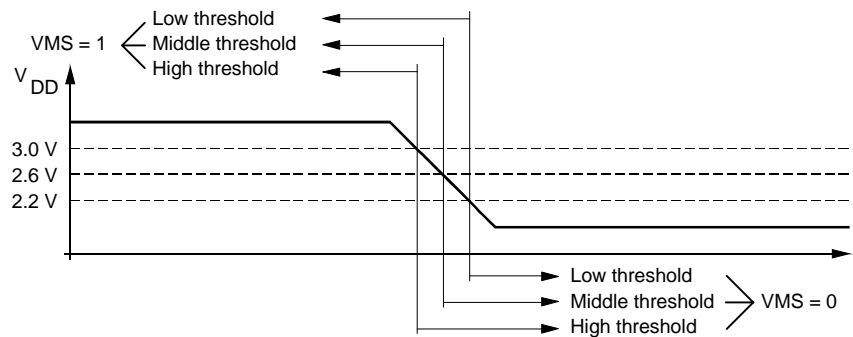 Low threshold
VMS = 1 Middle threshold
High threshold
V DD
3.0 V
2.6 V
2.2 V
Low threshold
Middle threshold VMS = 0
High threshold